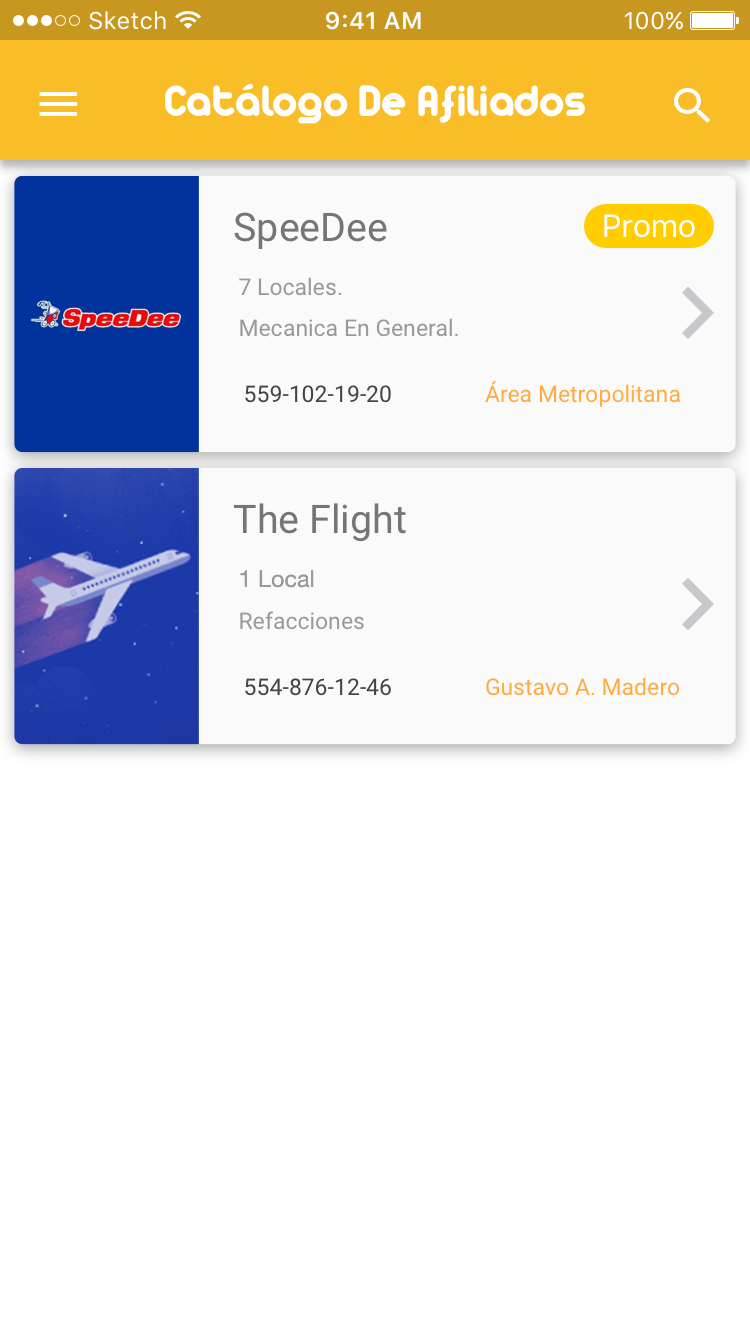 Sketch 9:41 AM 100%
Catálogo De Afiliados
SpeeDee Promo
7 Locales.
SpeeDee
Mecanica En General.
559-102-19-20 Área Metropolitana
The Flight
1 Local
Refacciones
554-876-12-46 Gustavo A. Madero